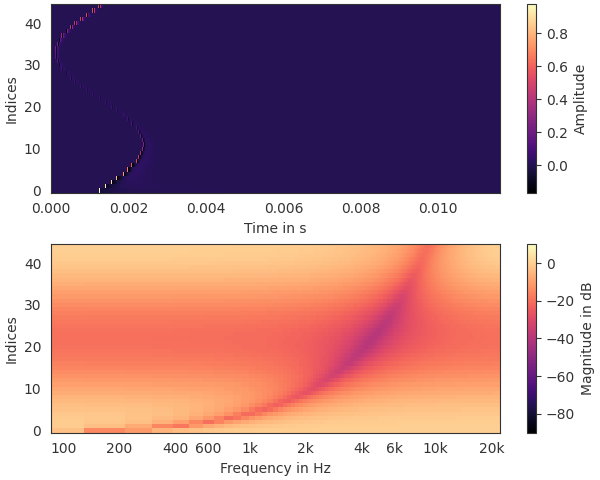 40
30
20
10
0
Indices
0.000
0.002
0.004
0.006
0.008
0.010
Time in s
0.8
0.6
0.4
0.2
0.0
Amplitude
40
30
20
10
0
Indices
100
200
400
600
1k
2k
4k
6k
10k
20k
Frequency in Hz
0
−20
−40
−60
−80
Magnitude in dB